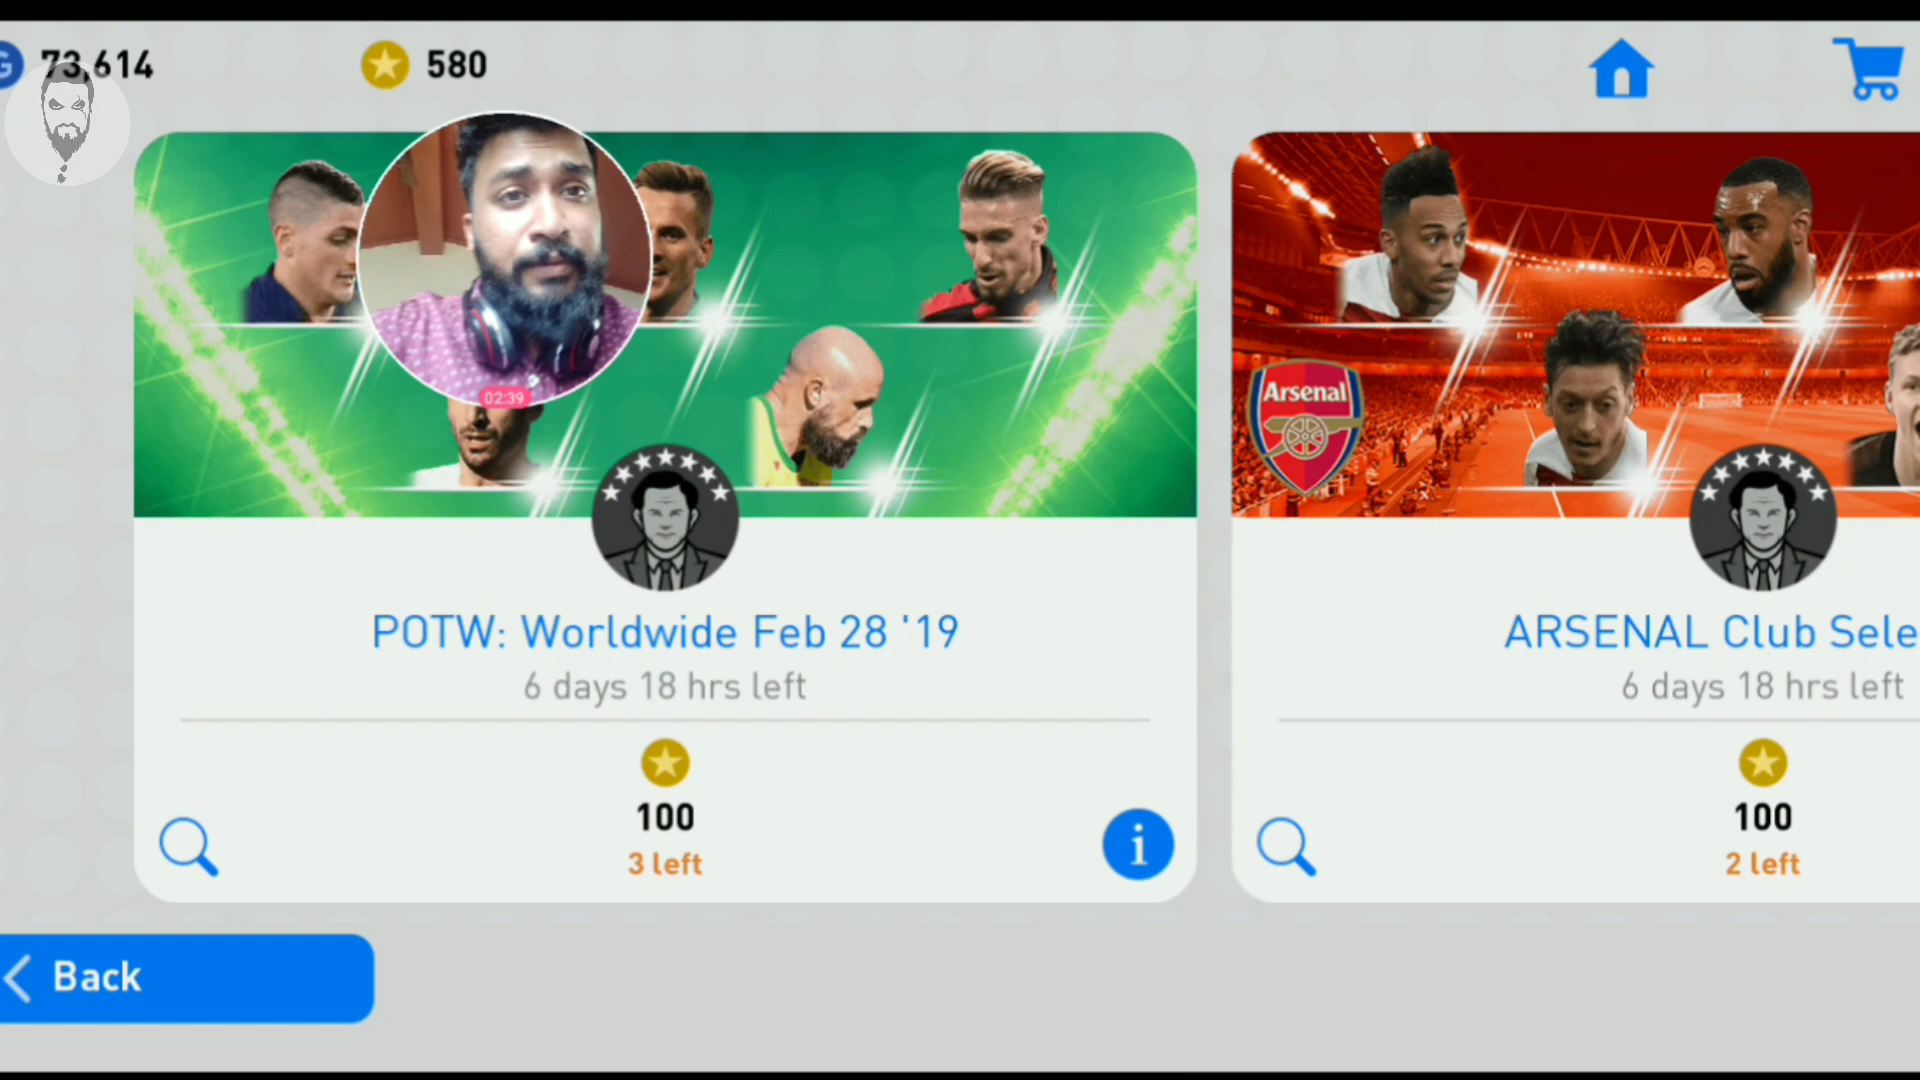 G 73,614
580
02:39
Arsenal
POTW: Worldwide Feb 28 '19
6 days 18 hrs left
100
3 left
i
ARSENAL Club Sele
6 days 18 hrs left
100
2 left
Back